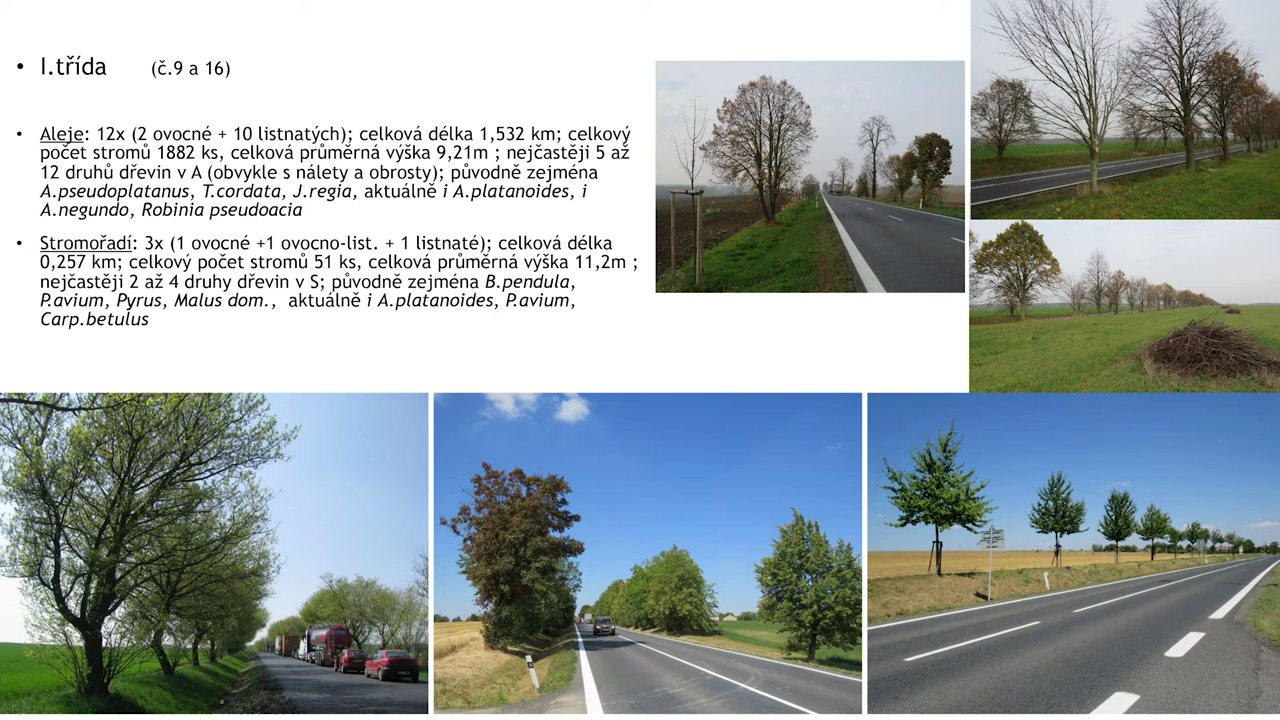 • I.třída (č.9 a 16)
• Aleje: 12x (2 ovocné + 10 listnatých); celková délka 1,532 km; celkový
počet stromů 1882 ks, celková průměrná výška 9,21m ; nejčastěji 5 až
12 druhů dřevin v A (obvykle s nálety a obrosty); původně zejména
A.pseudoplatanus, T.cordata, J.regia, aktuálně i A.platanoides, i
A.negundo, Robinia pseudoacia
• Stromořadí: 3x (1 ovocné +1 ovocno-list. + 1 listnaté); celková délka
0,257 km; celkový počet stromů 51 ks, celková průměrná výška 11,2m ;
nejčastěji 2 až 4 druhy dřevin v S; původně zejména B.pendula,
P.avium, Pyrus, Malus dom., aktuálně i A.platanoides, P.avium,
Carp.betulus